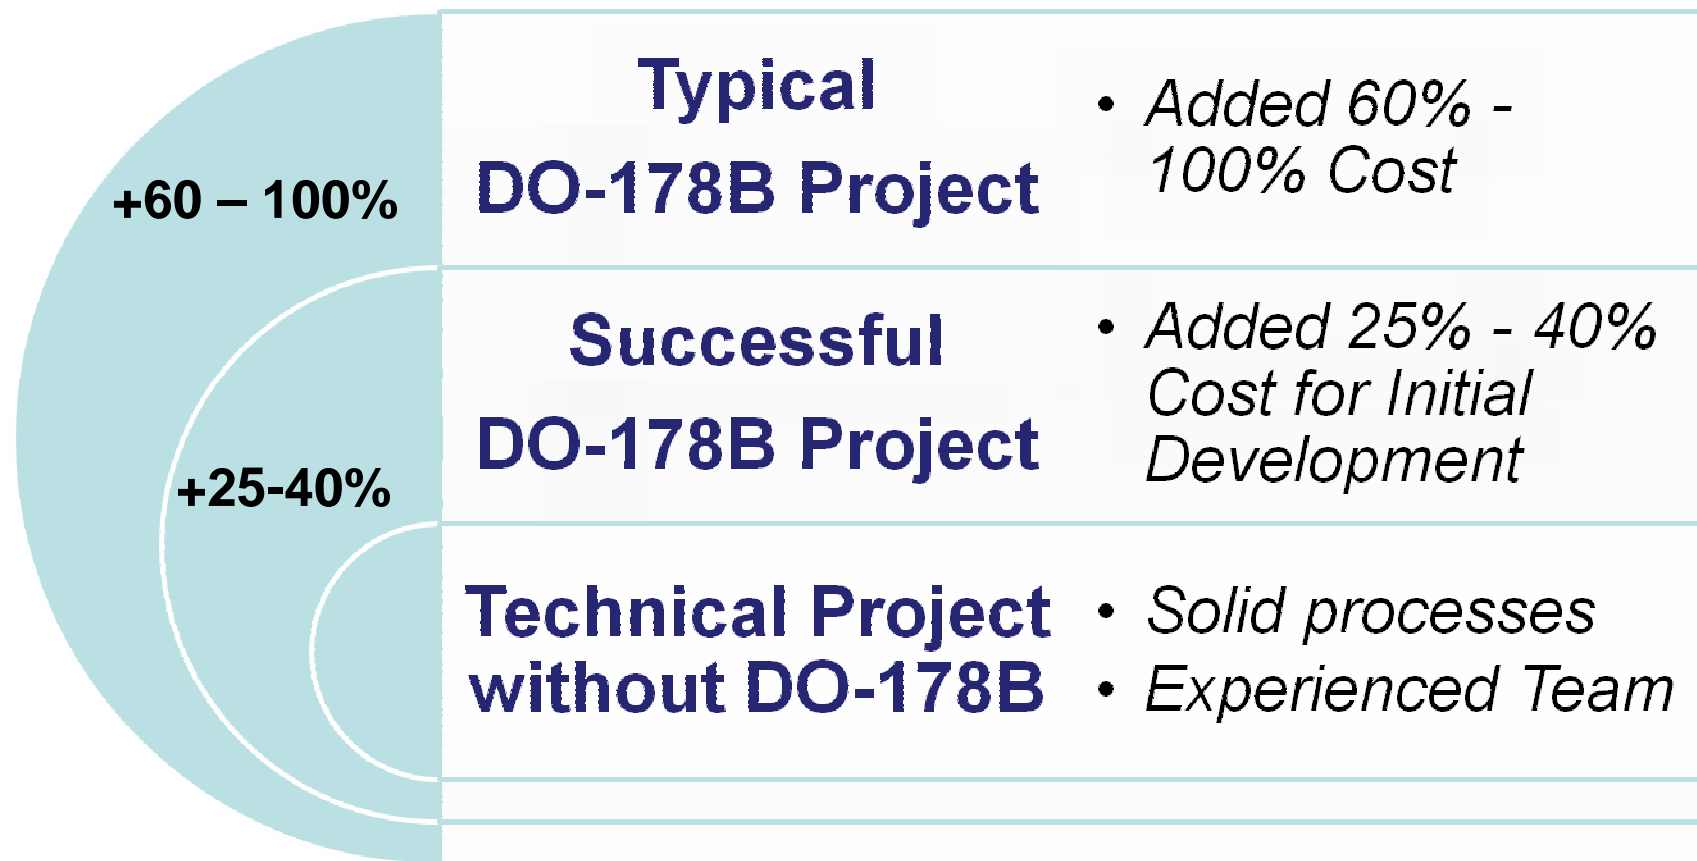 +60 – 100%
Typical
DO-178B Project
• Added 60% -
100% Cost
+25-40%
Successful
DO-178B Project
• Added 25% - 40%
Cost for Initial
Development
Technical Project
without DO-178B
• Solid processes
• Experienced Team